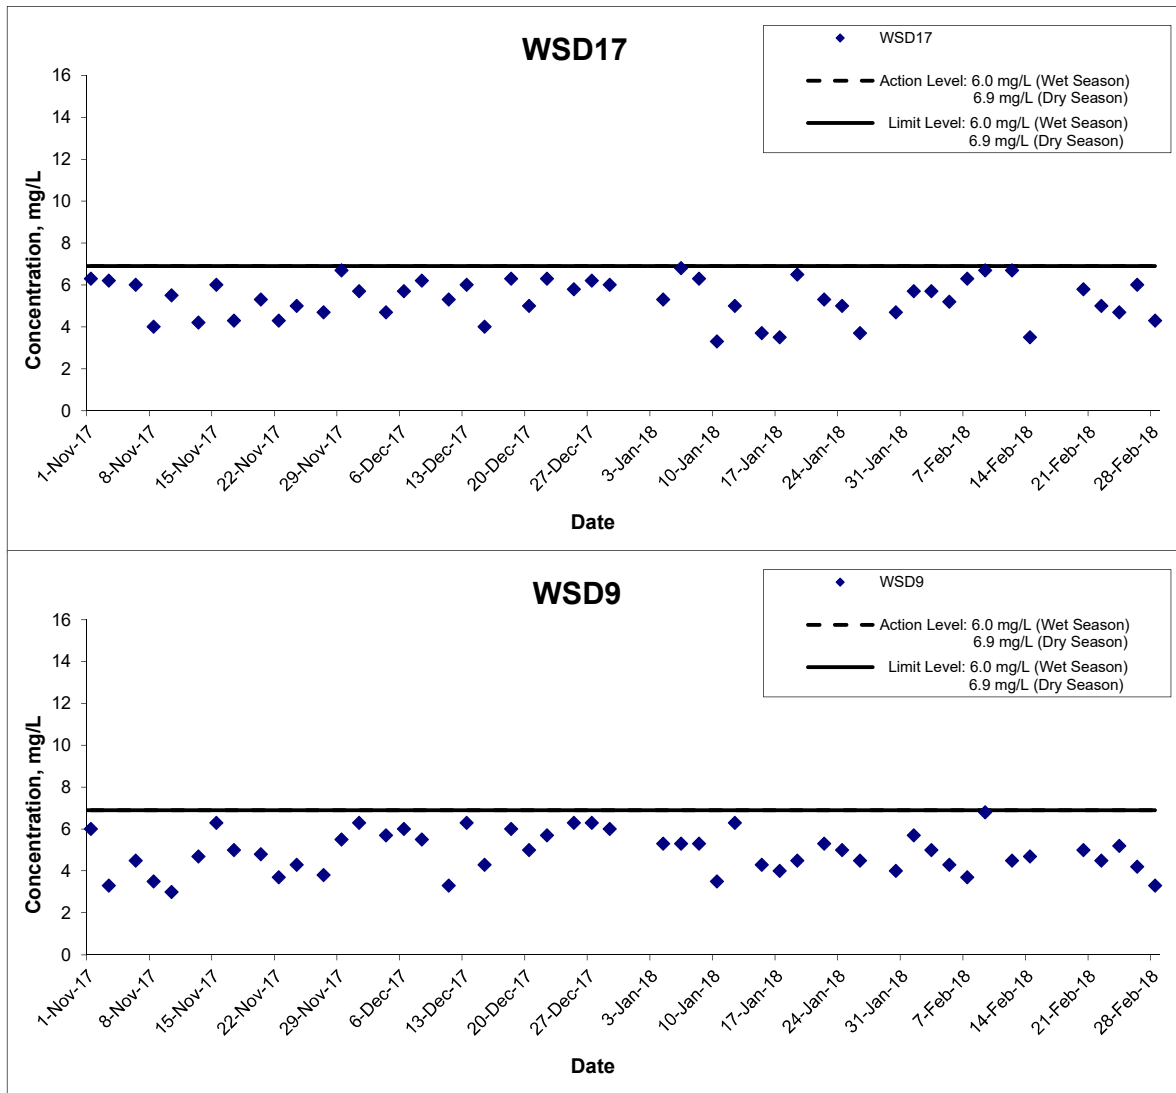 WSD17
WSD17
Action Level: 6.0 mg/L (Wet Season)
6.9 mg/L (Dry Season)
Limit Level: 6.0 mg/L (Wet Season)
6.9 mg/L (Dry Season)
Concentration, mg/L
16
14
12
10
8
6
4
2
0
1-Nov-17
8-Nov-17
15-Nov-17
22-Nov-17
29-Nov-17
6-Dec-17
13-Dec-17
20-Dec-17
27-Dec-17
3-Jan-18
10-Jan-18
17-Jan-18
24-Jan-18
31-Jan-18
7-Feb-18
14-Feb-18
21-Feb-18
28-Feb-18
Date
WSD9
WSD9
Action Level: 6.0 mg/L (Wet Season)
6.9 mg/L (Dry Season)
Limit Level: 6.0 mg/L (Wet Season)
6.9 mg/L (Dry Season)
Concentration, mg/L
16
14
12
10
8
6
4
2
0
1-Nov-17
8-Nov-17
15-Nov-17
22-Nov-17
29-Nov-17
6-Dec-17
13-Dec-17
20-Dec-17
27-Dec-17
3-Jan-18
10-Jan-18
17-Jan-18
24-Jan-18
31-Jan-18
7-Feb-18
14-Feb-18
21-Feb-18
28-Feb-18
Date